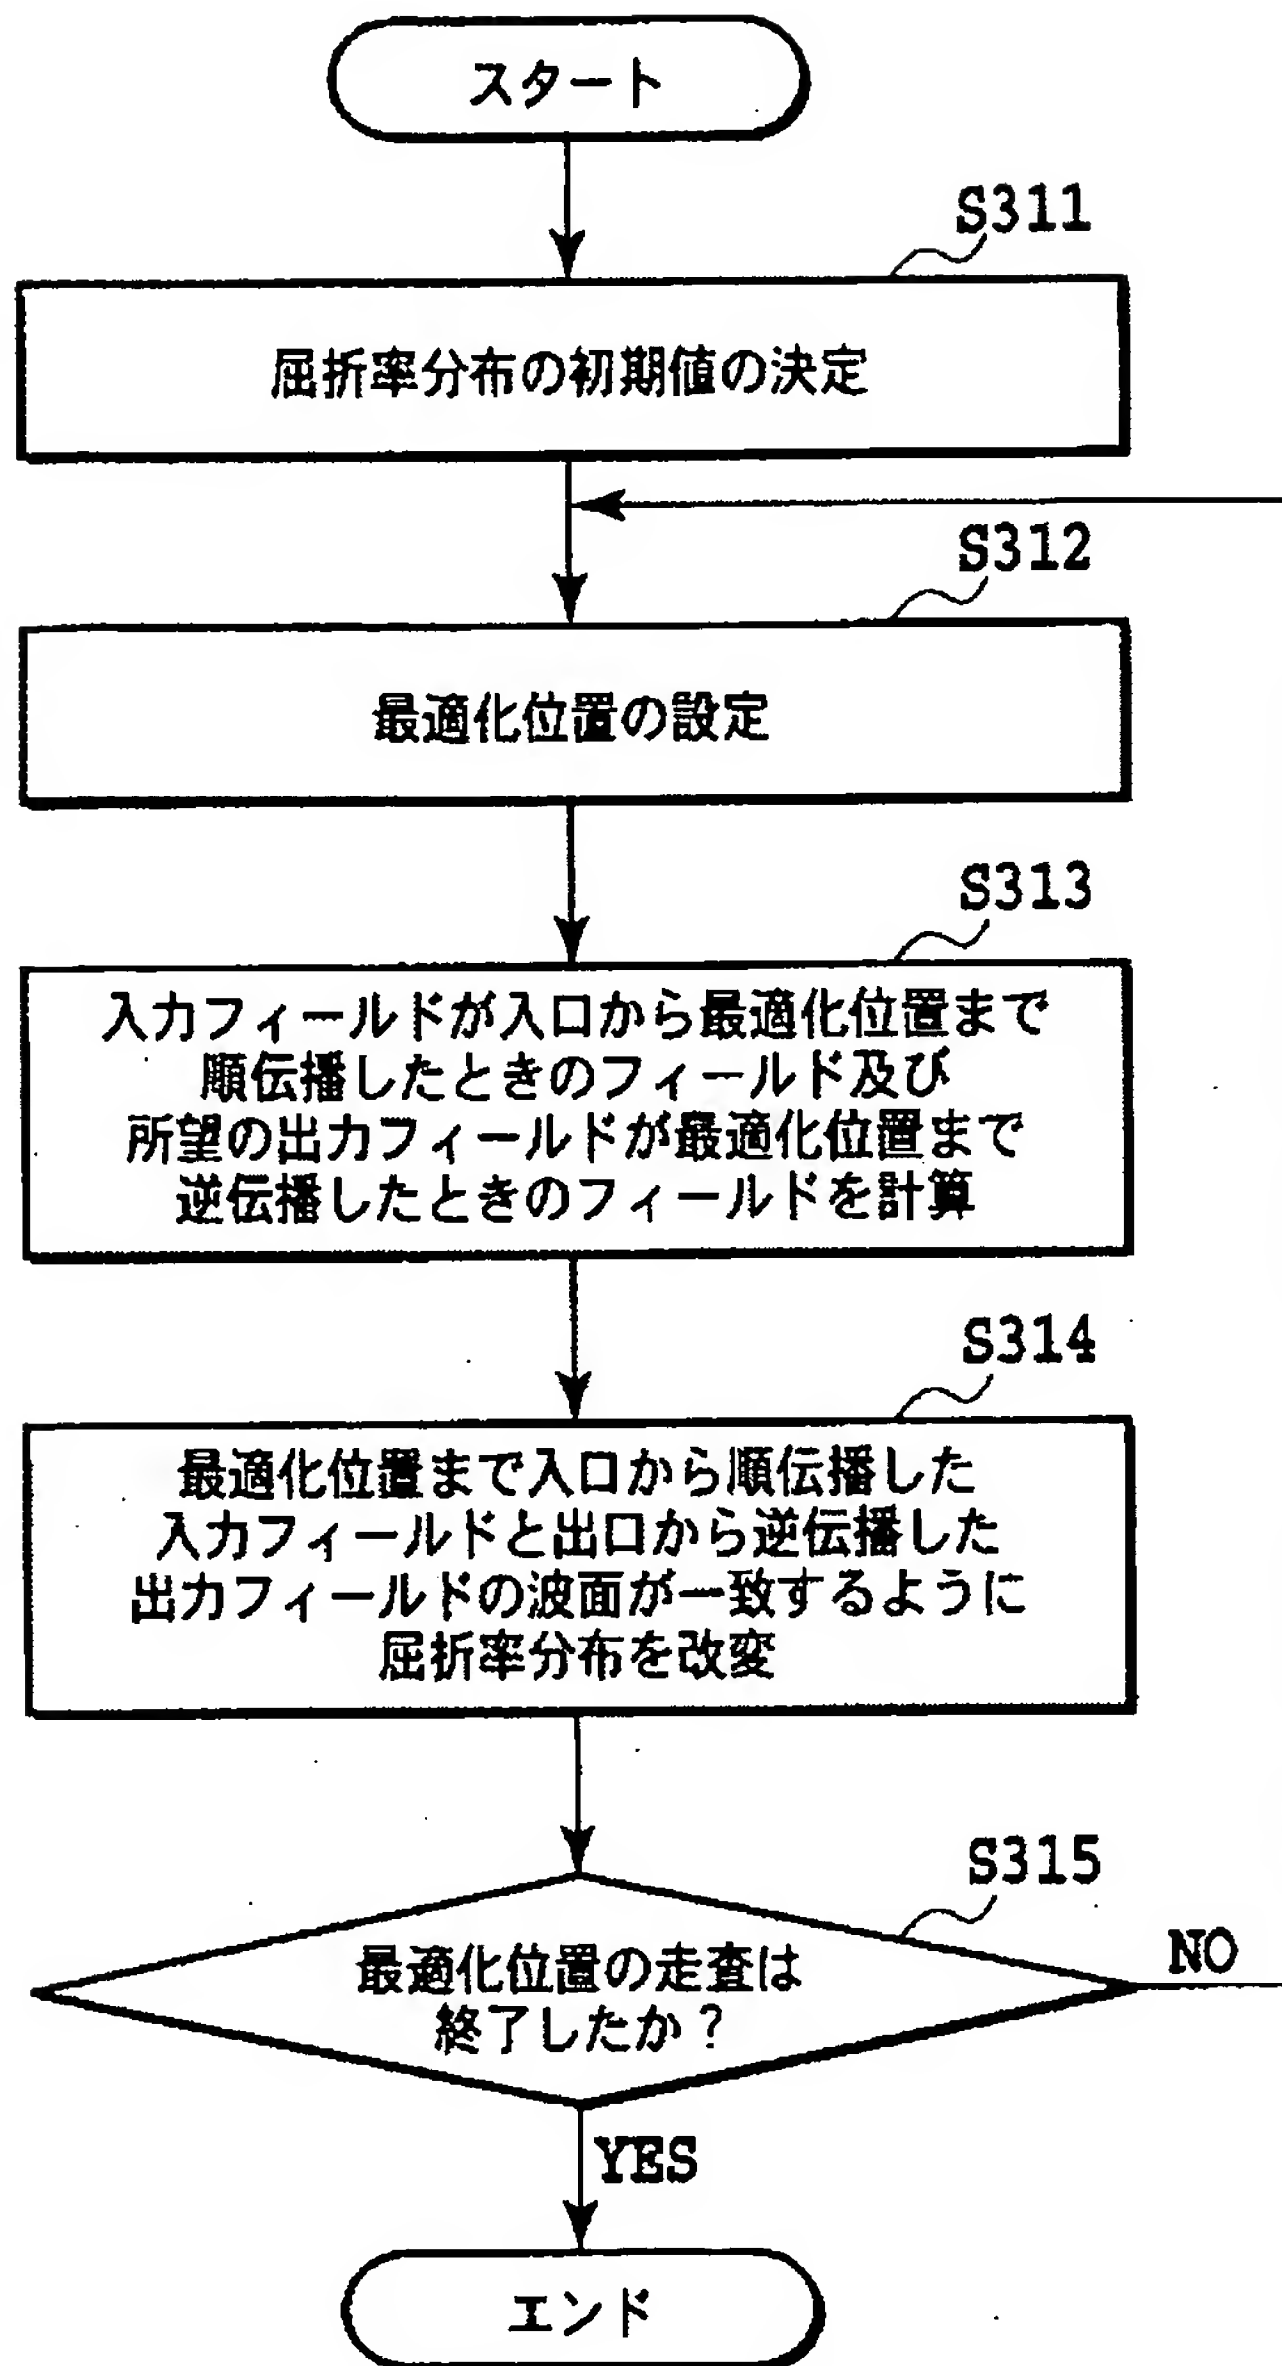 スタート
S311
屈折率分布の初期値の決定
S312
最適化位置の設定
S313
入力フィールドが入口から最適化位置まで
順伝播したときのフィールド及び
所望の出力フィールドが最適化位置まで
逆伝播したときのフィールドを計算
S314
最適化位置まで入口から順伝播した
入力フィールドと出口から逆伝播した
出力フィールドの波面が一致するように
屈折率分布を改変
S315
最適化位置の走査は
終了したか？
NO
YES
エンド